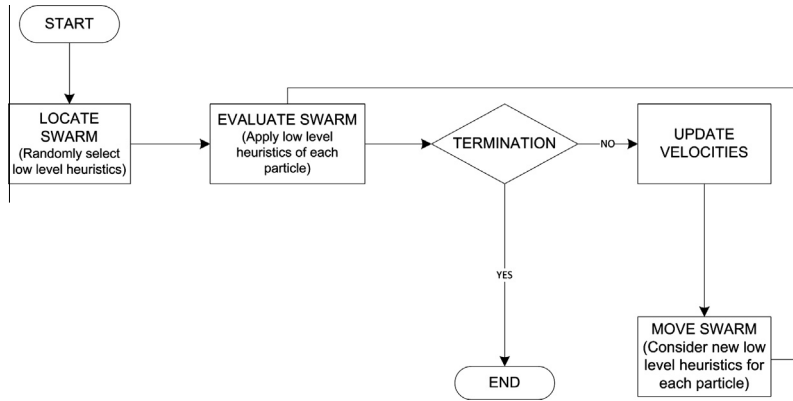 START
LOCATE
SWARM
(Randomly select
low level heuristics)
EVALUATE SWARM
(Apply low level
heuristics of each
particle)
TERMINATION
NO
UPDATE
VELOCITIES
YES
MOVE SWARM
(Consider new low
level heuristics for
each particle)
END